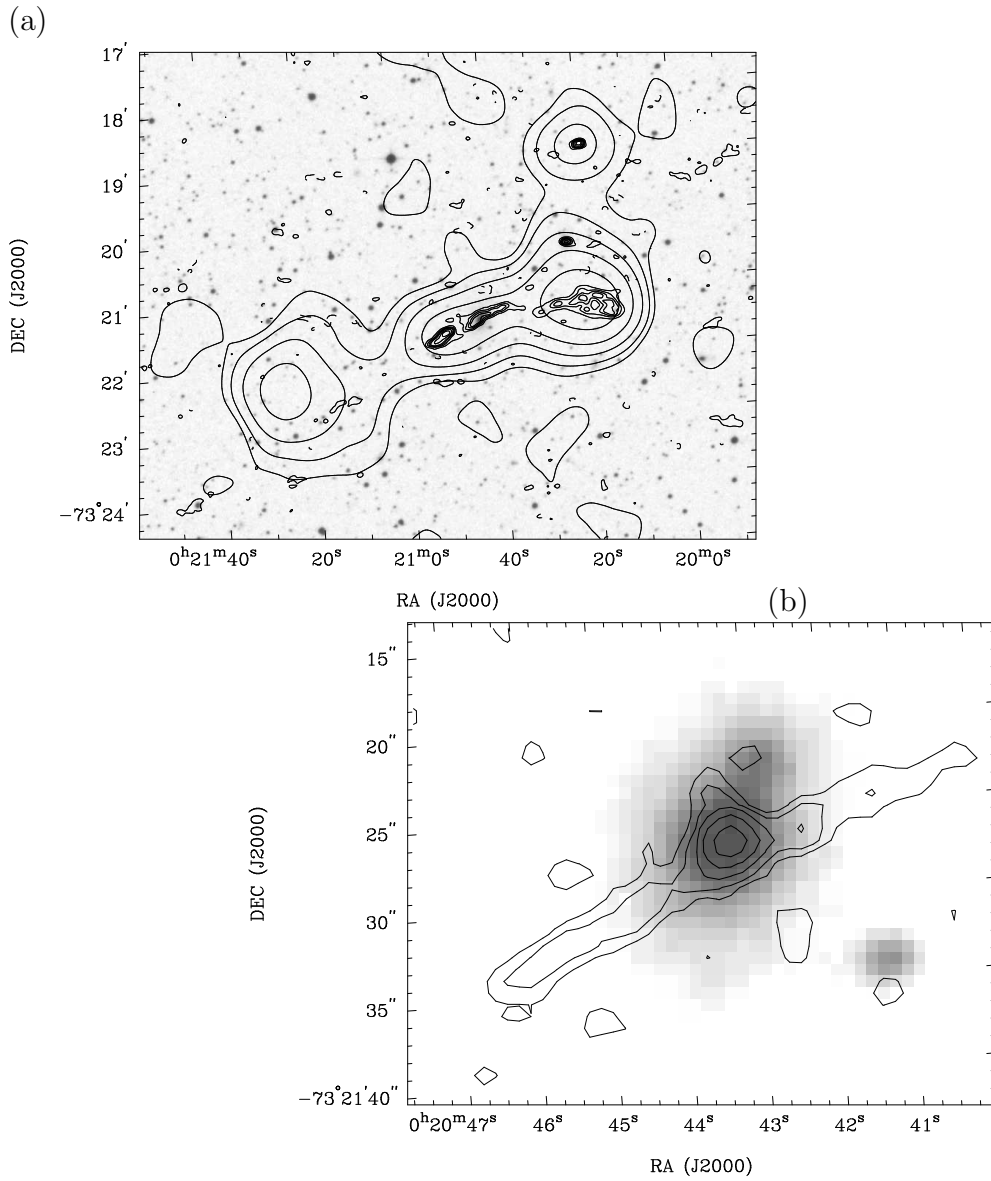 (a)
17′
18′
19′
20′
21′
22′
23′
−73°24′
DEC (J2000)
0ʰ21ᵐ40ˢ 20ˢ 21ᵐ0ˢ 40ˢ 20ˢ 20ᵐ0ˢ
RA (J2000)
(b)
15″
20″
25″
30″
35″
−73°21′40″
DEC (J2000)
0ʰ20ᵐ47ˢ 46ˢ 45ˢ 44ˢ 43ˢ 42ˢ 41ˢ
RA (J2000)